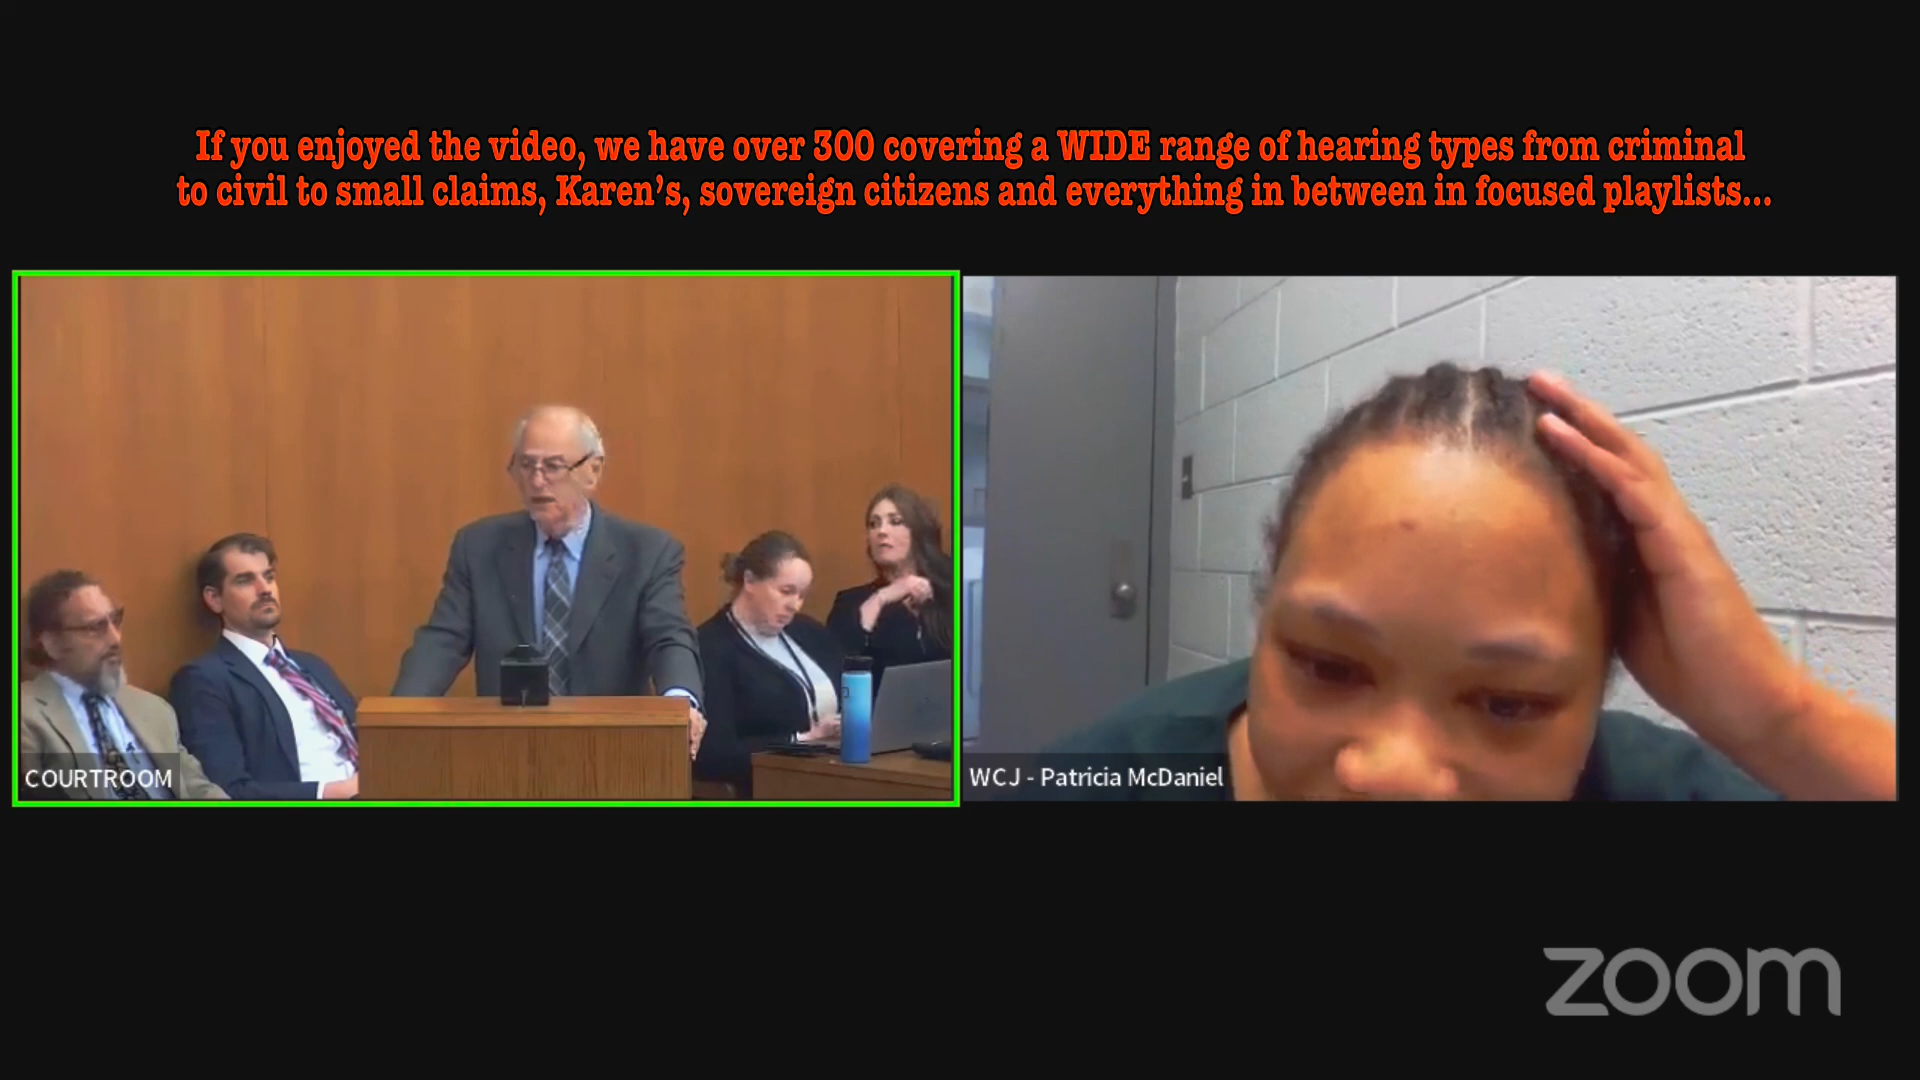 If you enjoyed the video, we have over 300 covering a WIDE range of hearing types from criminal
to civil to small claims, Karen's, sovereign citizens and everything in between in focused playlists...
COURTROOM
WCJ - Patricia McDaniel
zoom